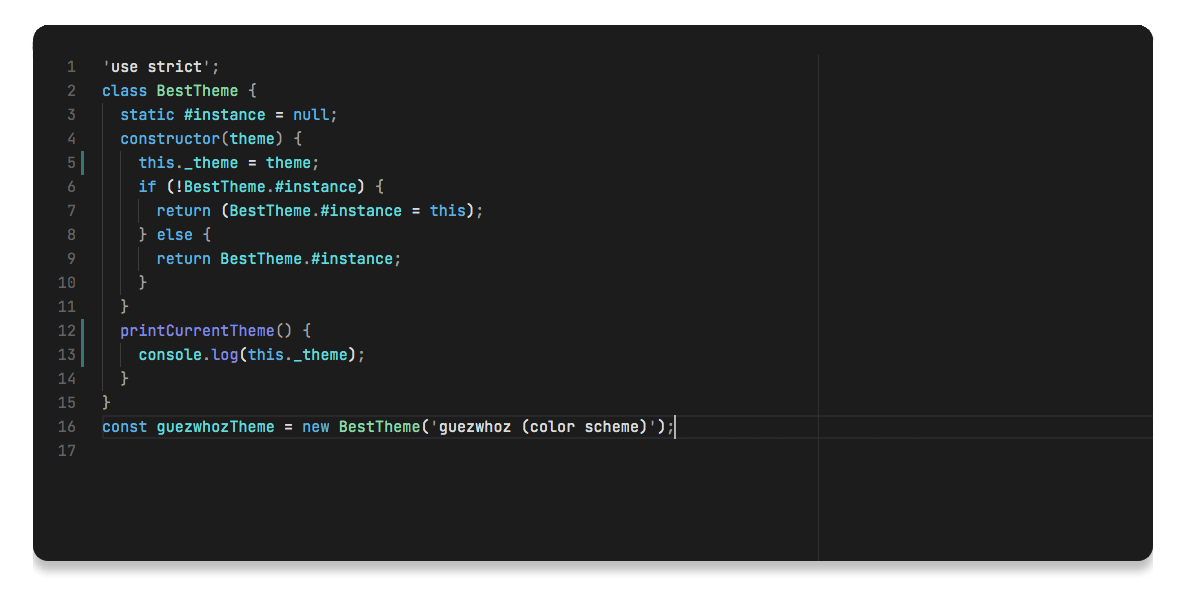 1 'use strict';
2 class BestTheme {
3 static #instance = null;
4 constructor(theme) {
5 this._theme = theme;
6 if (!BestTheme.#instance) {
7 return (BestTheme.#instance = this);
8 } else {
9 return BestTheme.#instance;
10 }
11 }
12 printCurrentTheme() {
13 console.log(this._theme);
14 }
15 }
16 const guezwhozTheme = new BestTheme('guezwhoz (color scheme)');
17